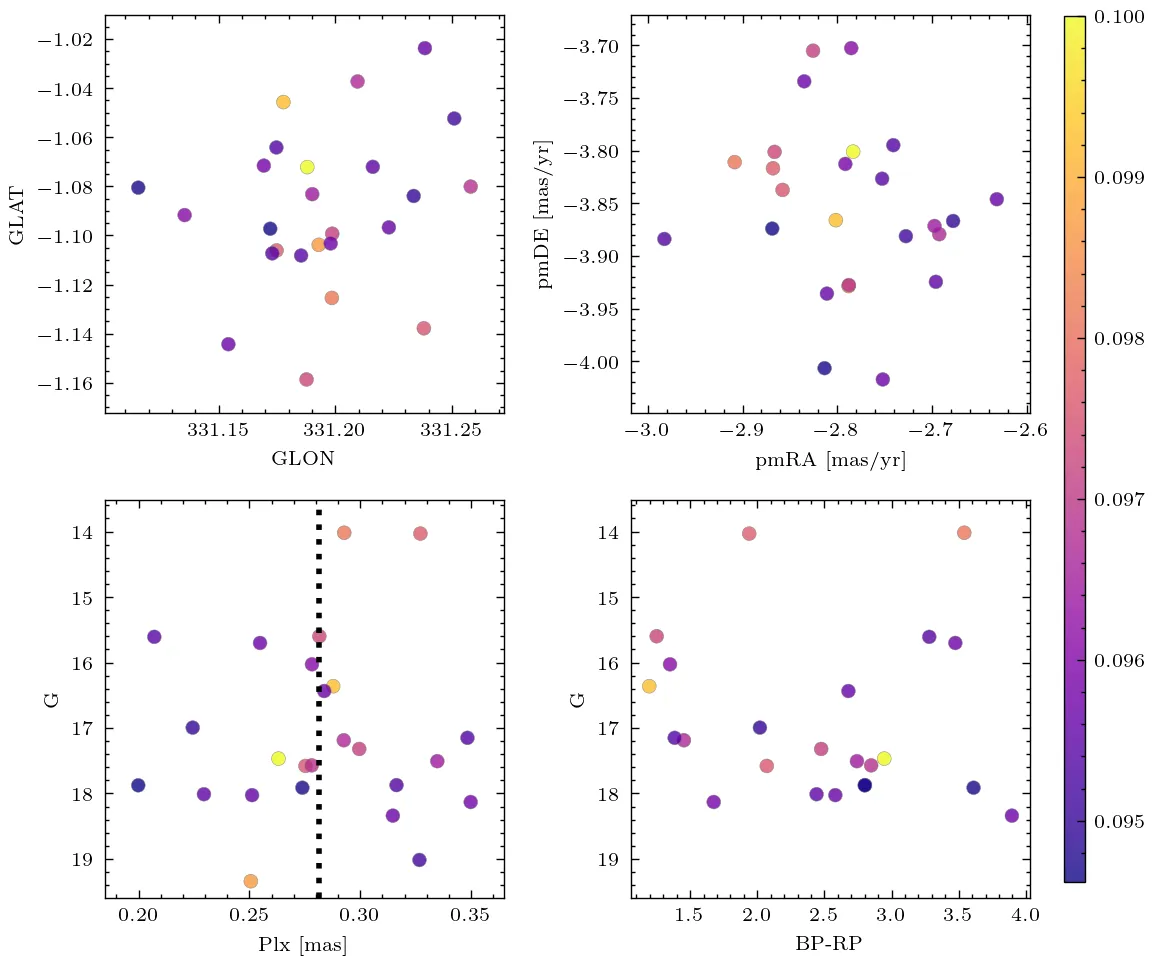 −1.02
−1.04
−1.06
−1.08
−1.10
−1.12
−1.14
−1.16
GLAT
331.15 331.20 331.25
GLON
−3.70
−3.75
−3.80
−3.85
−3.90
−3.95
−4.00
pmDE [mas/yr]
−3.0 −2.9 −2.8 −2.7 −2.6
pmRA [mas/yr]
14
15
16
17
18
19
G
0.20 0.25 0.30 0.35
Plx [mas]
14
15
16
17
18
19
G
1.5 2.0 2.5 3.0 3.5 4.0
BP-RP
0.100
0.099
0.098
0.097
0.096
0.095